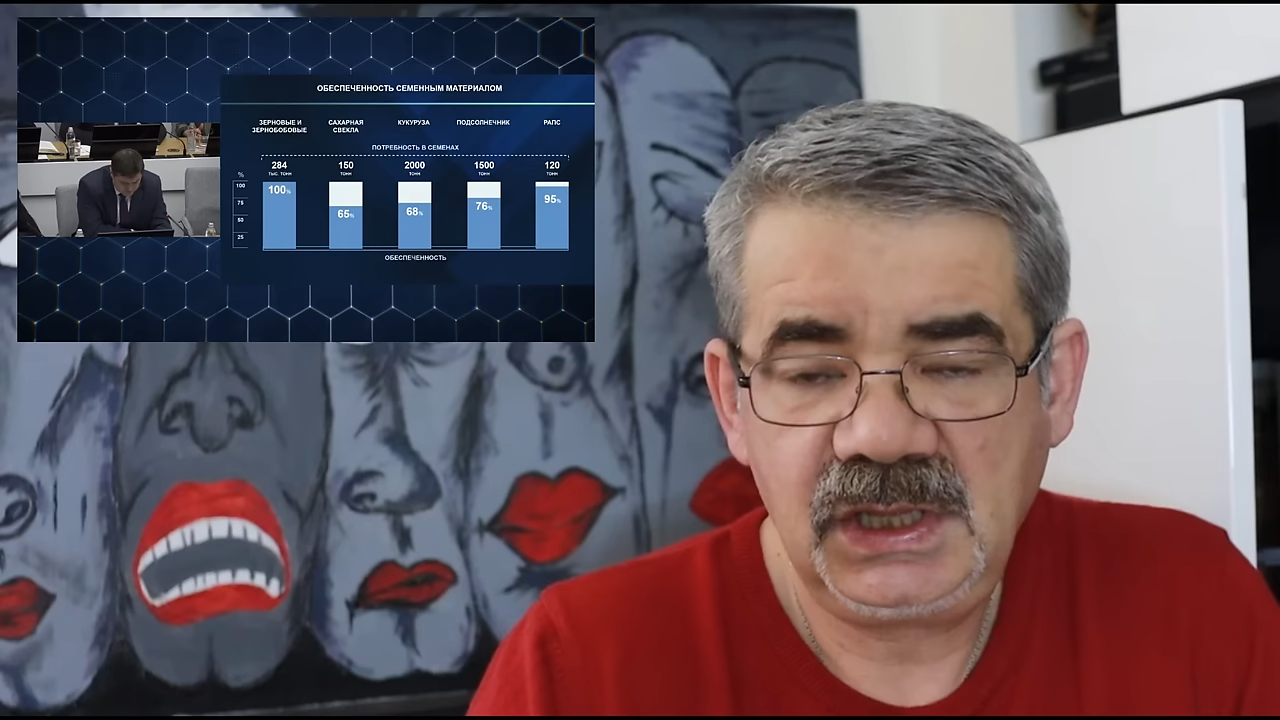 ОБЕСПЕЧЕННОСТЬ СЕМЕННЫМ МАТЕРИАЛОМ
ЗЕРНОВЫЕ И ЗЕРНОБОБОВЫЕ
САХАРНАЯ СВЕКЛА
КУКУРУЗА
ПОДСОЛНЕЧНИК
РАПС
ПОТРЕБНОСТЬ В СЕМЕНАХ
284 150 2000 1500 120
ТЫС. ТОНН ТОНН ТОНН ТОНН ТОНН
%
100
75
50
25
100% 65% 68% 76% 95%
ОБЕСПЕЧЕННОСТЬ